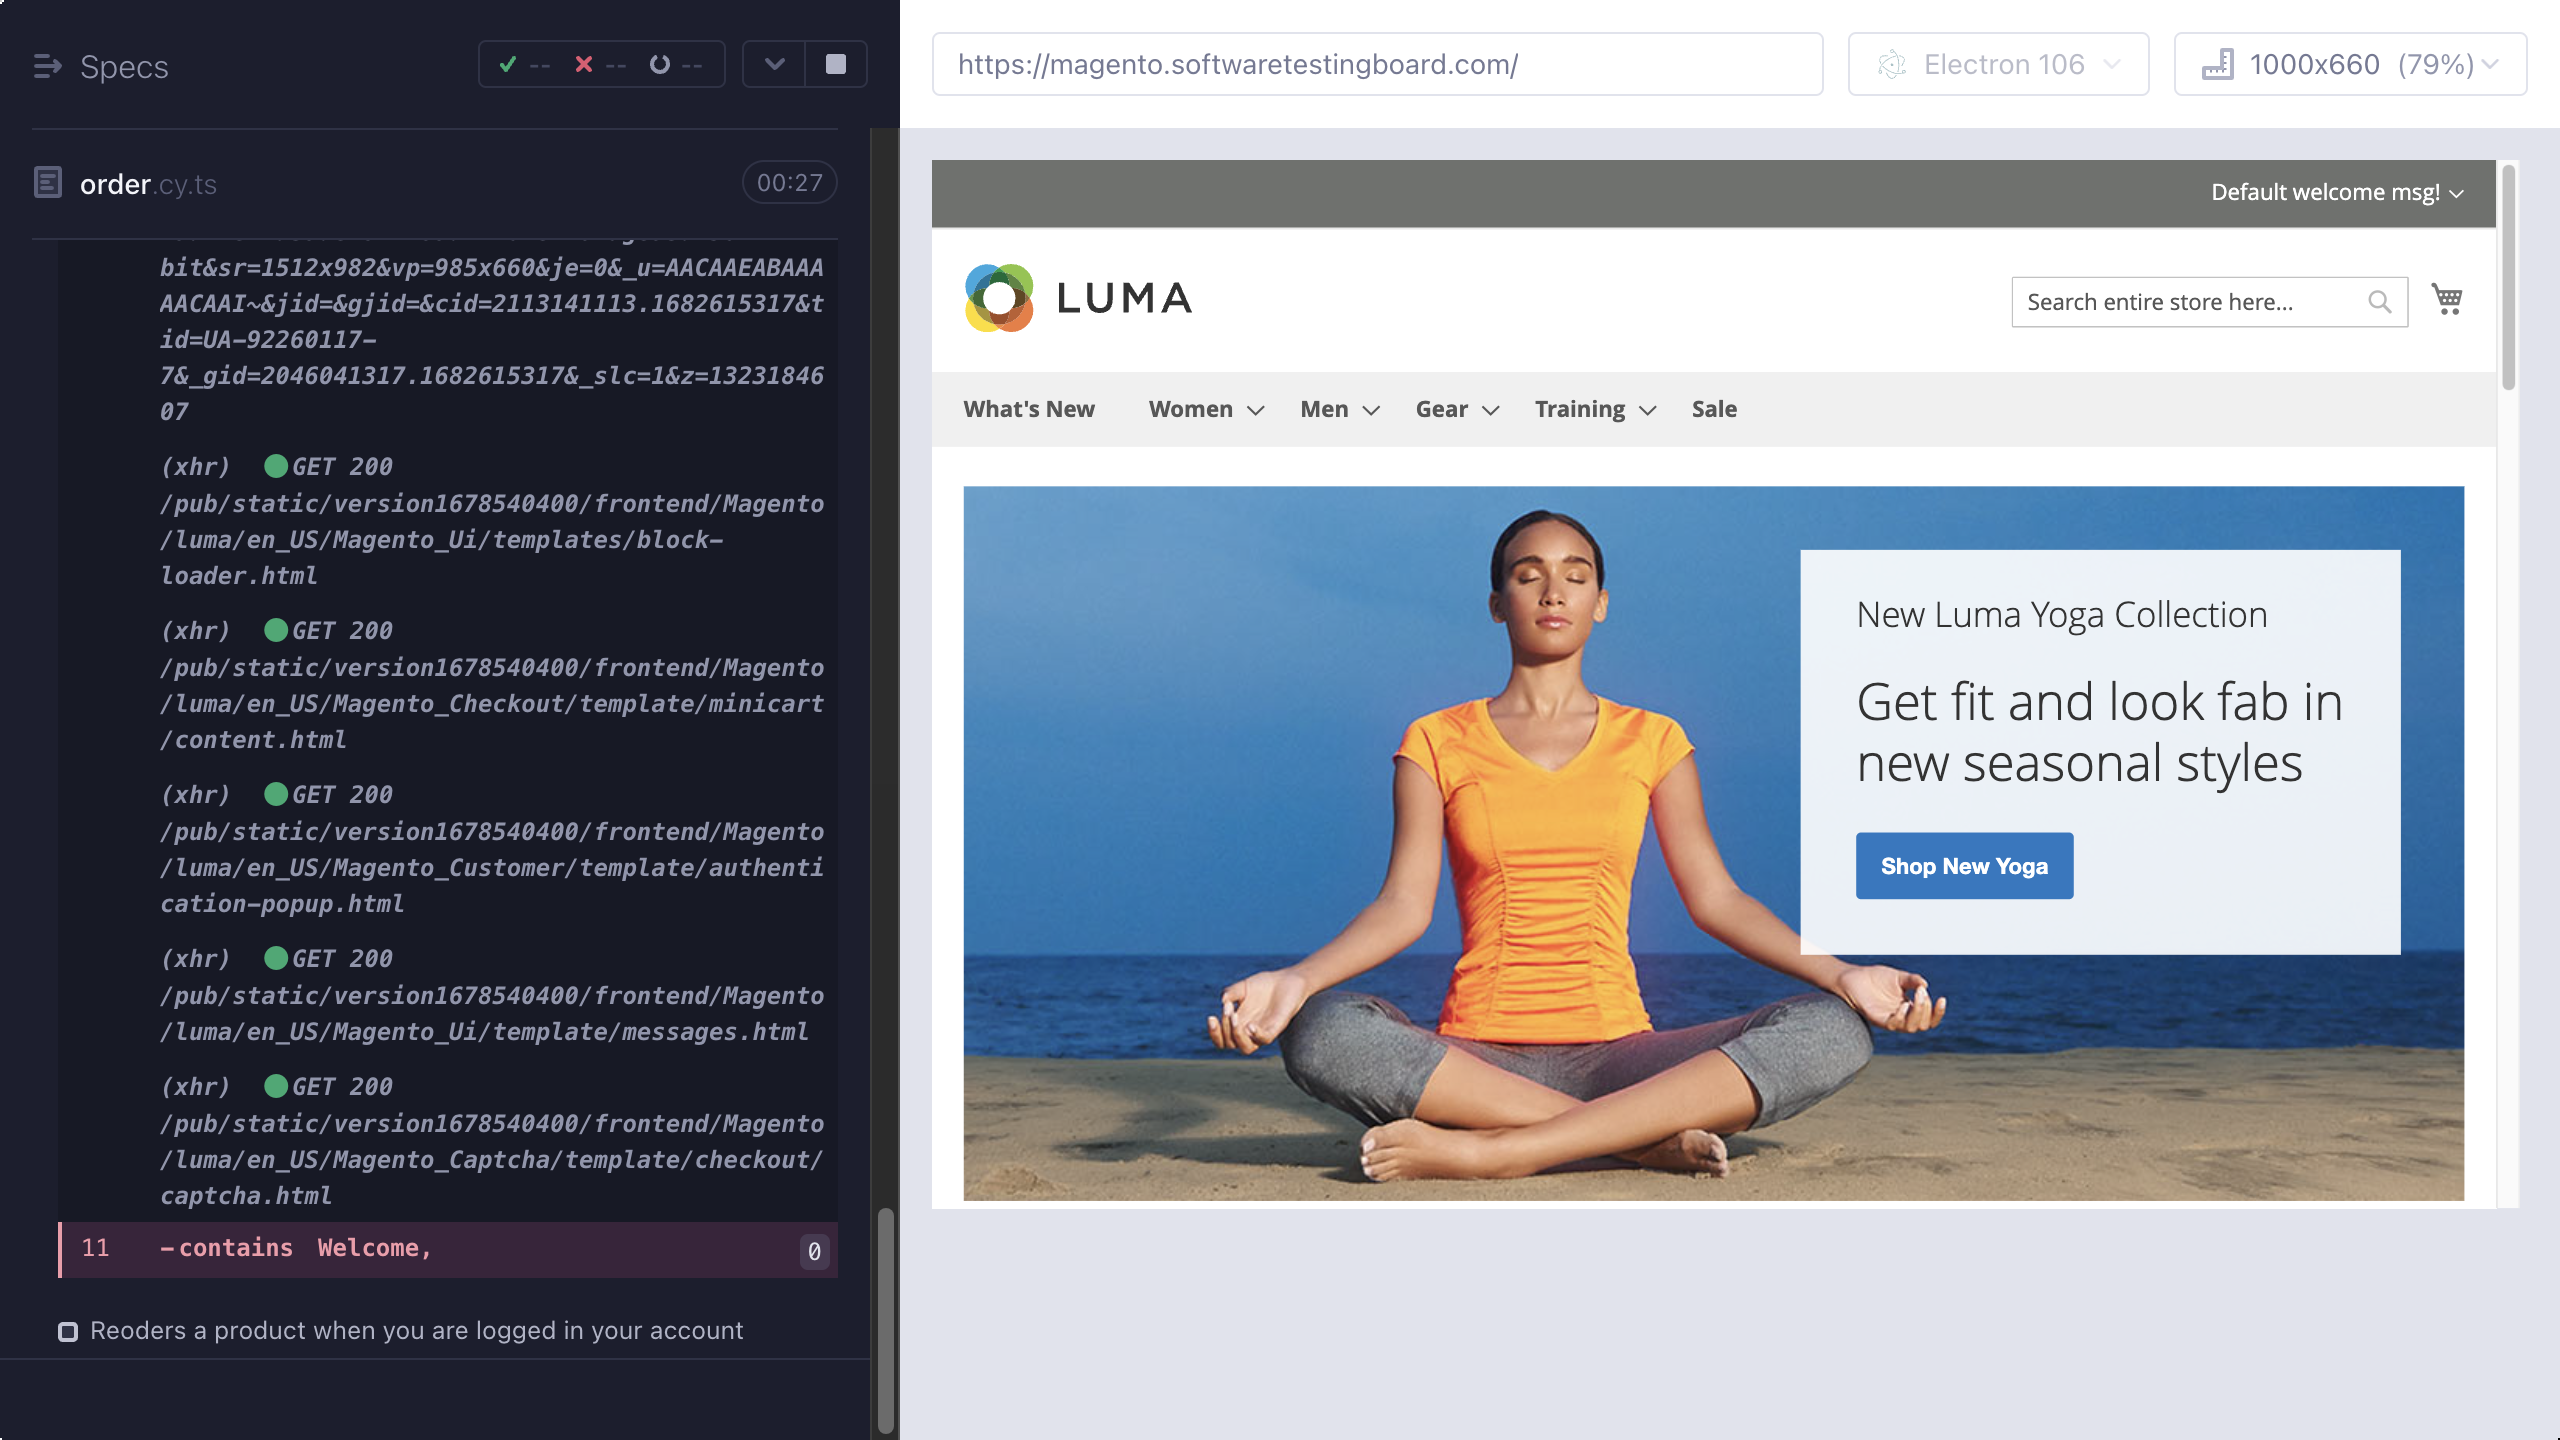 Specs
--
--
--
https://magento.softwaretestingboard.com/
Electron 106
1000x660 (79%)
order.cy.ts
00:27
bit&sr=1512x982&vp=985x660&je=0&_u=AACAAEABAAA
AACAAI~&jid=&gjid=&cid=2113141113.1682615317&t
id=UA-92260117-
7&_gid=2046041317.1682615317&_slc=1&z=13231846
07
(xhr) GET 200
/pub/static/version1678540400/frontend/Magento
/luma/en_US/Magento_Ui/templates/block-
loader.html
(xhr) GET 200
/pub/static/version1678540400/frontend/Magento
/luma/en_US/Magento_Checkout/template/minicart
/content.html
(xhr) GET 200
/pub/static/version1678540400/frontend/Magento
/luma/en_US/Magento_Customer/template/authenti
cation-popup.html
(xhr) GET 200
/pub/static/version1678540400/frontend/Magento
/luma/en_US/Magento_Ui/template/messages.html
(xhr) GET 200
/pub/static/version1678540400/frontend/Magento
/luma/en_US/Magento_Captcha/template/checkout/
captcha.html
11 -contains Welcome, 0
Reoders a product when you are logged in your account
Default welcome msg!
LUMA
Search entire store here...
What's New Women Men Gear Training Sale
New Luma Yoga Collection
Get fit and look fab in
new seasonal styles
Shop New Yoga